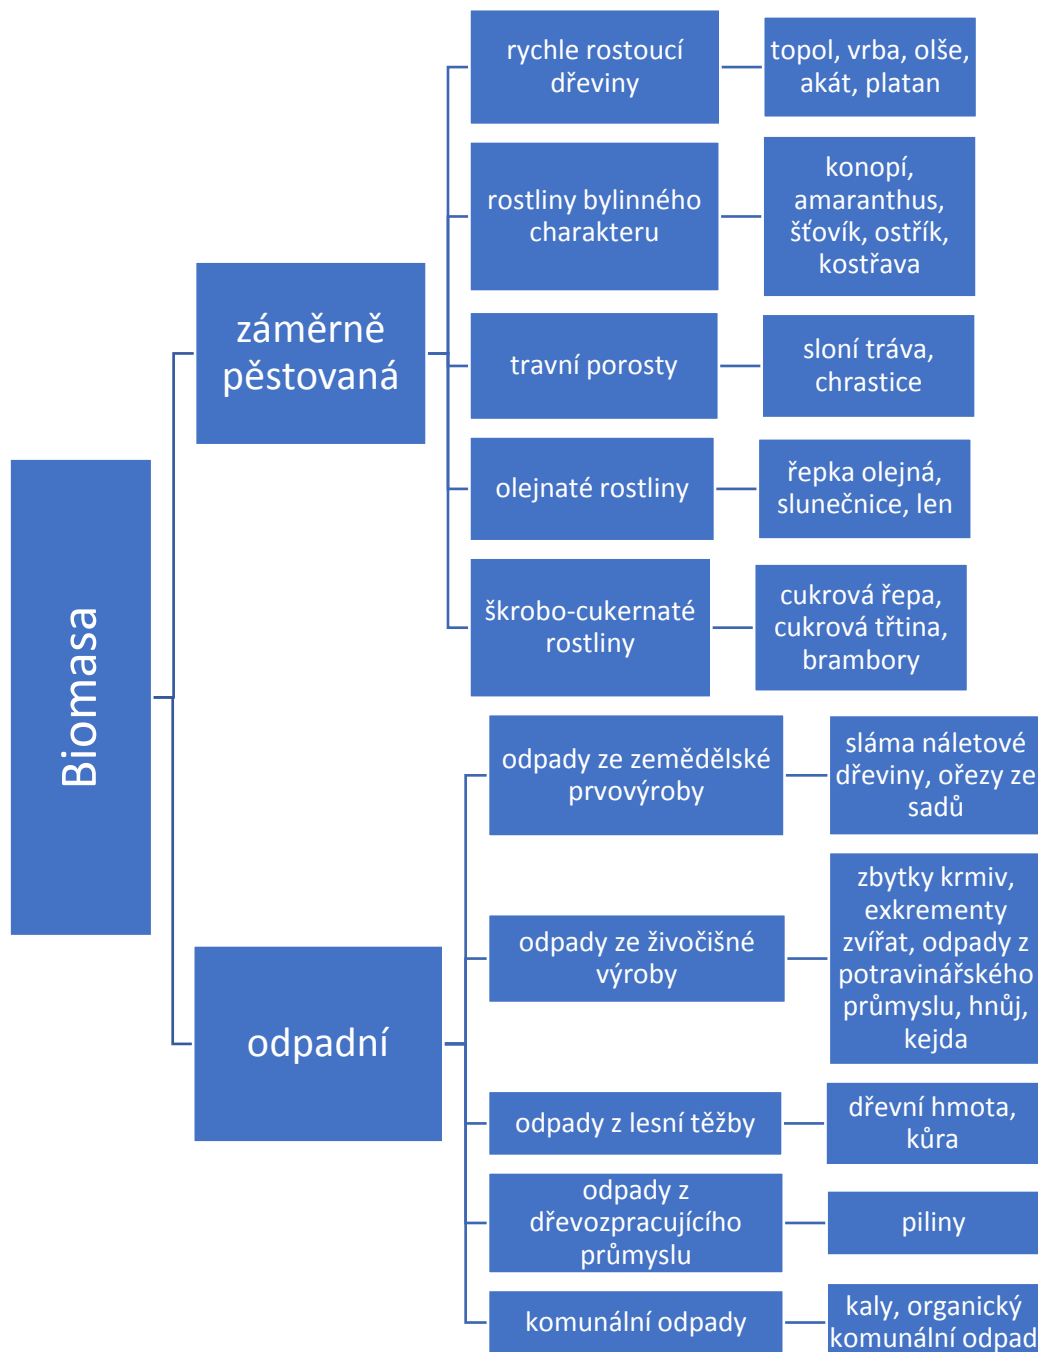 Biomasa
záměrně
pěstovaná
rychle rostoucí
dřeviny
topol, vrba, olše,
akát, platan
rostliny bylinného
charakteru
konopí,
amaranthus,
šťovík, ostřík,
kostřava
travní porosty
sloní tráva,
chrastice
olejnaté rostliny
řepka olejná,
slunečnice, len
škrobo-cukernaté
rostliny
cukrová řepa,
cukrová třtina,
brambory
odpadní
odpady ze zemědělské
prvovýroby
sláma náletové
dřeviny, ořezy ze
sadů
odpady ze živočišné
výroby
zbytky krmiv,
exkrementy
zvířat, odpady z
potravinářského
průmyslu, hnůj,
kejda
odpady z lesní těžby
dřevní hmota,
kůra
odpady z
dřevozpracujícího
průmyslu
piliny
komunální odpady
kaly, organický
komunální odpad